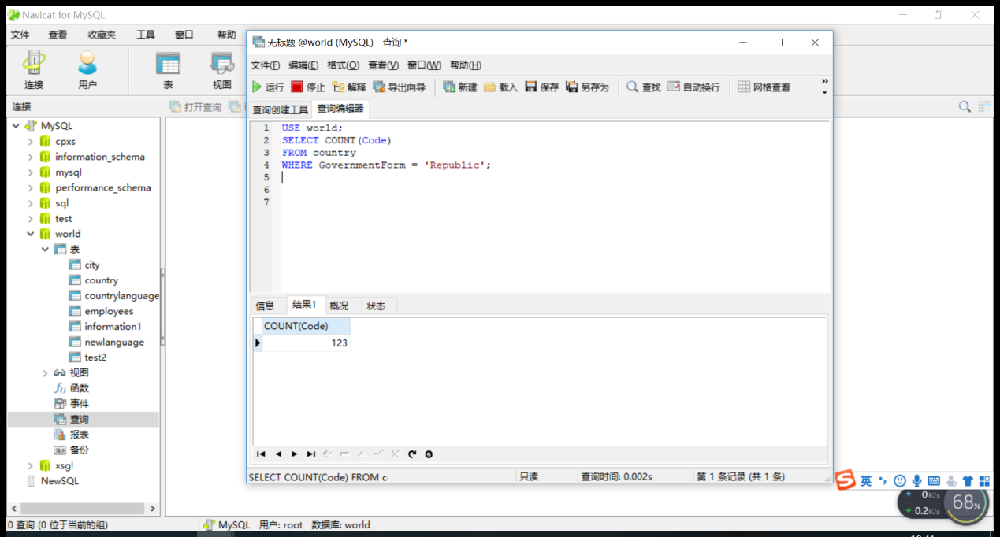 Navicat for MySQL
文件 查看 收藏夹 工具 窗口 帮助
连接 用户 表 视图
连接 打开查询
MySQL
cpxs
information_schema
mysql
performance_schema
sql
test
world
表
city
country
countrylanguage
employees
information1
newlanguage
test2
视图
函数
事件
查询
报表
备份
xsgl
NewSQL
无标题 @world (MySQL) - 查询 *
文件(F) 编辑(E) 格式(O) 查看(V) 窗口(W) 帮助(H)
运行 停止 解释 导出向导 新建 载入 保存 另存为 查找 自动换行 网格查看
查询创建工具 查询编辑器
1 USE world;
2 SELECT COUNT(Code)
3 FROM country
4 WHERE GovernmentForm = 'Republic';
5
6
7
信息 结果1 概况 状态
COUNT(Code)
123
SELECT COUNT(Code) FROM c 只读 查询时间: 0.002s 第 1 条记录 (共 1 条)
英
0K/s
0.2K/s
68%
0 查询 (0 位于当前的组) MySQL 用户: root 数据库: world